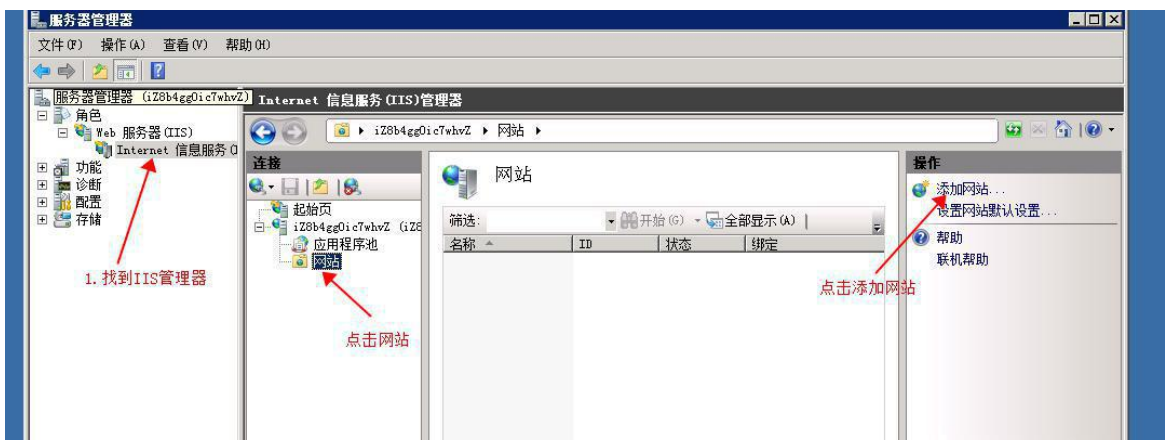 服务器管理器
文件(F) 操作(A) 查看(V) 帮助(H)
服务器管理器 (iZ8b4gg0ic7whvZ)
角色
Web 服务器(IIS)
Internet 信息服务(I
功能
诊断
配置
存储
1. 找到IIS管理器
Internet 信息服务(IIS)管理器
iZ8b4gg0ic7whvZ 网站
连接
起始页
iZ8b4gg0ic7whvZ (iZ8
应用程序池
网站
点击网站
网站
筛选: 开始(G) 全部显示(A)
名称 ID 状态 绑定
操作
添加网站...
设置网站默认设置...
帮助
联机帮助
点击添加网站